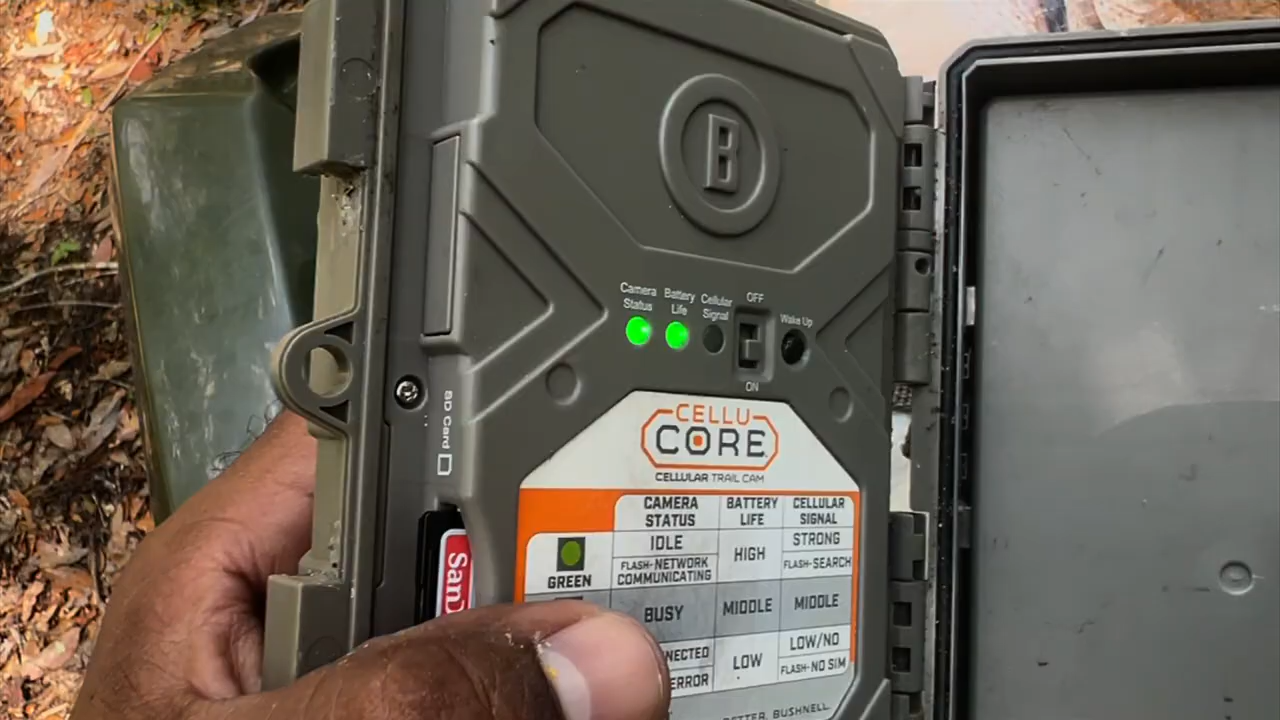 B
Camera
Status
Battery
Life
Cellular
Signal
OFF
Wake Up
ON
SD Card
CELLU
CORE
CELLULAR TRAIL CAM
CAMERA
STATUS
BATTERY
LIFE
CELLULAR
SIGNAL
GREEN
IDLE
FLASH-NETWORK
COMMUNICATING
HIGH
STRONG
FLASH-SEARCH
BUSY
MIDDLE
MIDDLE
ERROR
LOW
LOW/NO
FLASH-NO SIM
BUSHNELL.